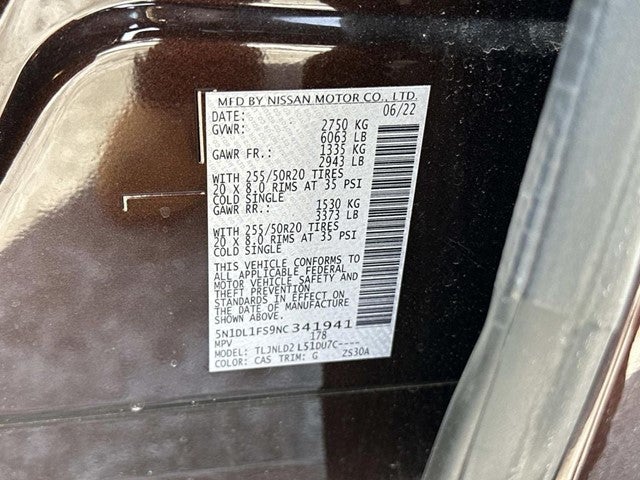 MFD BY NISSAN MOTOR CO., LTD.
DATE: 06/22
GVWR: 2750 KG
6063 LB
GAWR FR.: 1335 KG
2943 LB
WITH 255/50R20 TIRES
20 X 8.0 RIMS AT 35 PSI
COLD SINGLE
GAWR RR.: 1530 KG
3373 LB
WITH 255/50R20 TIRES
20 X 8.0 RIMS AT 35 PSI
COLD SINGLE
THIS VEHICLE CONFORMS TO
ALL APPLICABLE FEDERAL
MOTOR VEHICLE SAFETY AND
THEFT PREVENTION
STANDARDS IN EFFECT ON
THE DATE OF MANUFACTURE
SHOWN ABOVE.
5N1DL1FS9NC341941
MPV 178
MODEL: TLJNLD2 L51DU7C----
COLOR: CAS TRIM: G ZS30A